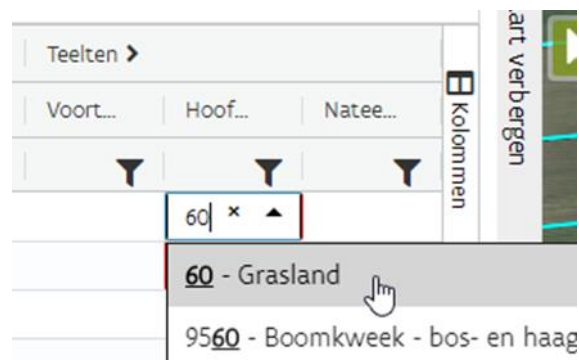 Teelten >
Voort... Hoof... Natee...
60 × ▲
60 - Grasland
9560 - Boomkweek - bos- en haag
Kolommen
art verbergen